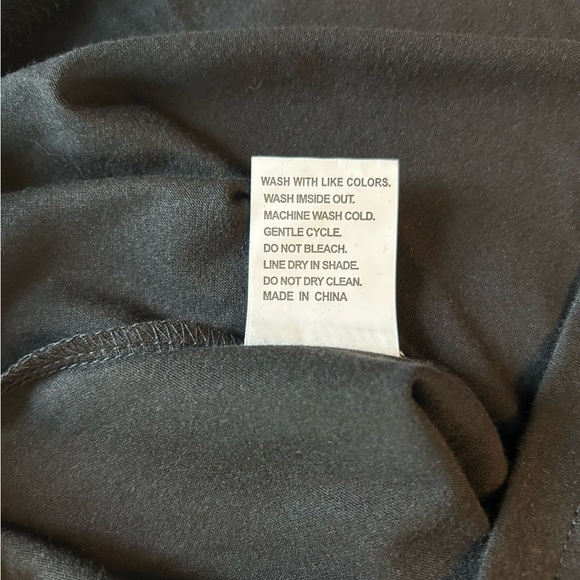 WASH WITH LIKE COLORS.
WASH IMSIDE OUT.
MACHINE WASH COLD.
GENTLE CYCLE.
DO NOT BLEACH.
LINE DRY IN SHADE.
DO NOT DRY CLEAN.
MADE IN CHINA